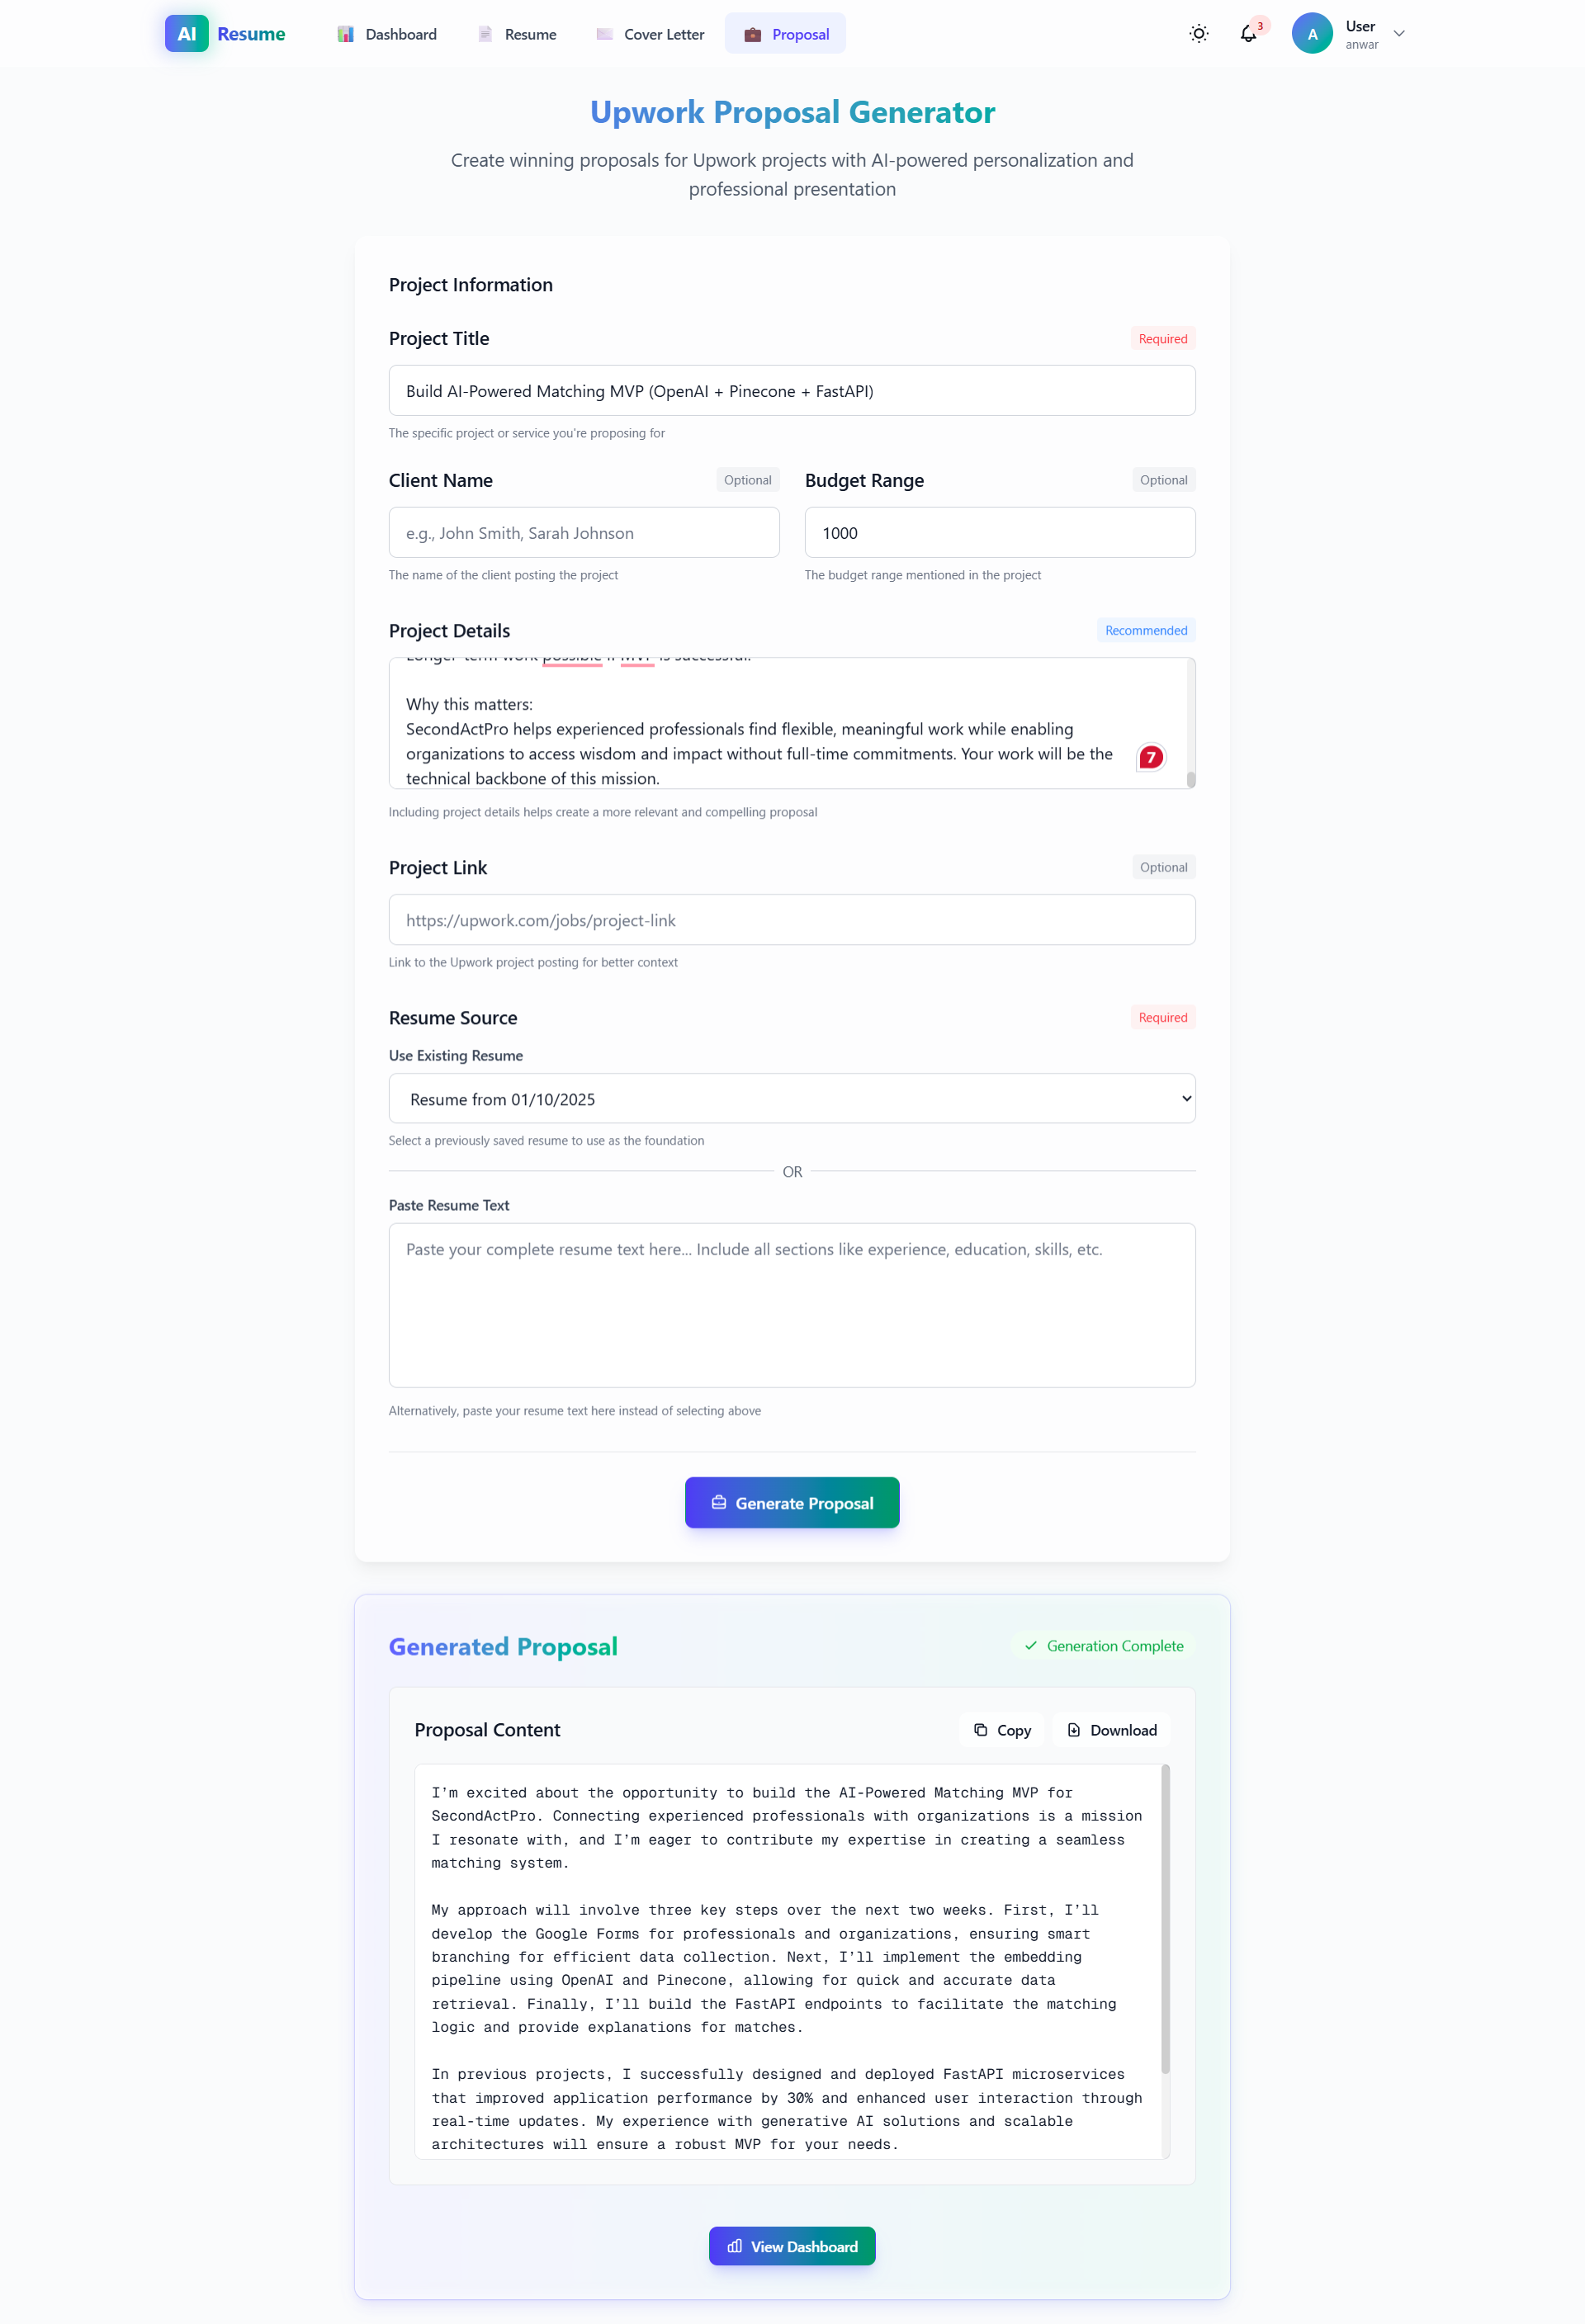 AI Resume
Dashboard
Resume
Cover Letter
Proposal
3
A
User
anwar
Upwork Proposal Generator
Create winning proposals for Upwork projects with AI-powered personalization and
professional presentation
Project Information
Project Title
Required
Build AI-Powered Matching MVP (OpenAI + Pinecone + FastAPI)
The specific project or service you're proposing for
Client Name
Optional
e.g., John Smith, Sarah Johnson
The name of the client posting the project
Budget Range
Optional
1000
The budget range mentioned in the project
Project Details
Recommended
Longer-term work possible if MVP is successful.
Why this matters:
SecondActPro helps experienced professionals find flexible, meaningful work while enabling
organizations to access wisdom and impact without full-time commitments. Your work will be the
technical backbone of this mission.
7
Including project details helps create a more relevant and compelling proposal
Project Link
Optional
https://upwork.com/jobs/project-link
Link to the Upwork project posting for better context
Resume Source
Required
Use Existing Resume
Resume from 01/10/2025
Select a previously saved resume to use as the foundation
OR
Paste Resume Text
Paste your complete resume text here... Include all sections like experience, education, skills, etc.
Alternatively, paste your resume text here instead of selecting above
Generate Proposal
Generated Proposal
Generation Complete
Proposal Content
Copy
Download
I’m excited about the opportunity to build the AI-Powered Matching MVP for
SecondActPro. Connecting experienced professionals with organizations is a mission
I resonate with, and I’m eager to contribute my expertise in creating a seamless
matching system.
My approach will involve three key steps over the next two weeks. First, I’ll
develop the Google Forms for professionals and organizations, ensuring smart
branching for efficient data collection. Next, I’ll implement the embedding
pipeline using OpenAI and Pinecone, allowing for quick and accurate data
retrieval. Finally, I’ll build the FastAPI endpoints to facilitate the matching
logic and provide explanations for matches.
In previous projects, I successfully designed and deployed FastAPI microservices
that improved application performance by 30% and enhanced user interaction through
real-time updates. My experience with generative AI solutions and scalable
architectures will ensure a robust MVP for your needs.
View Dashboard